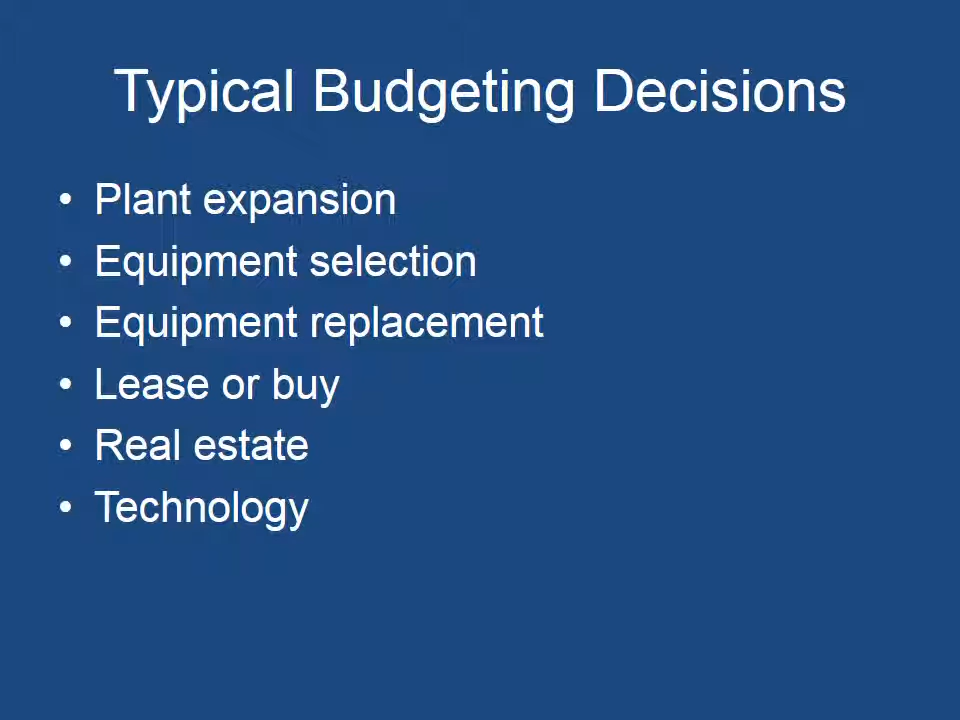 Typical Budgeting Decisions
• Plant expansion
• Equipment selection
• Equipment replacement
• Lease or buy
• Real estate
• Technology